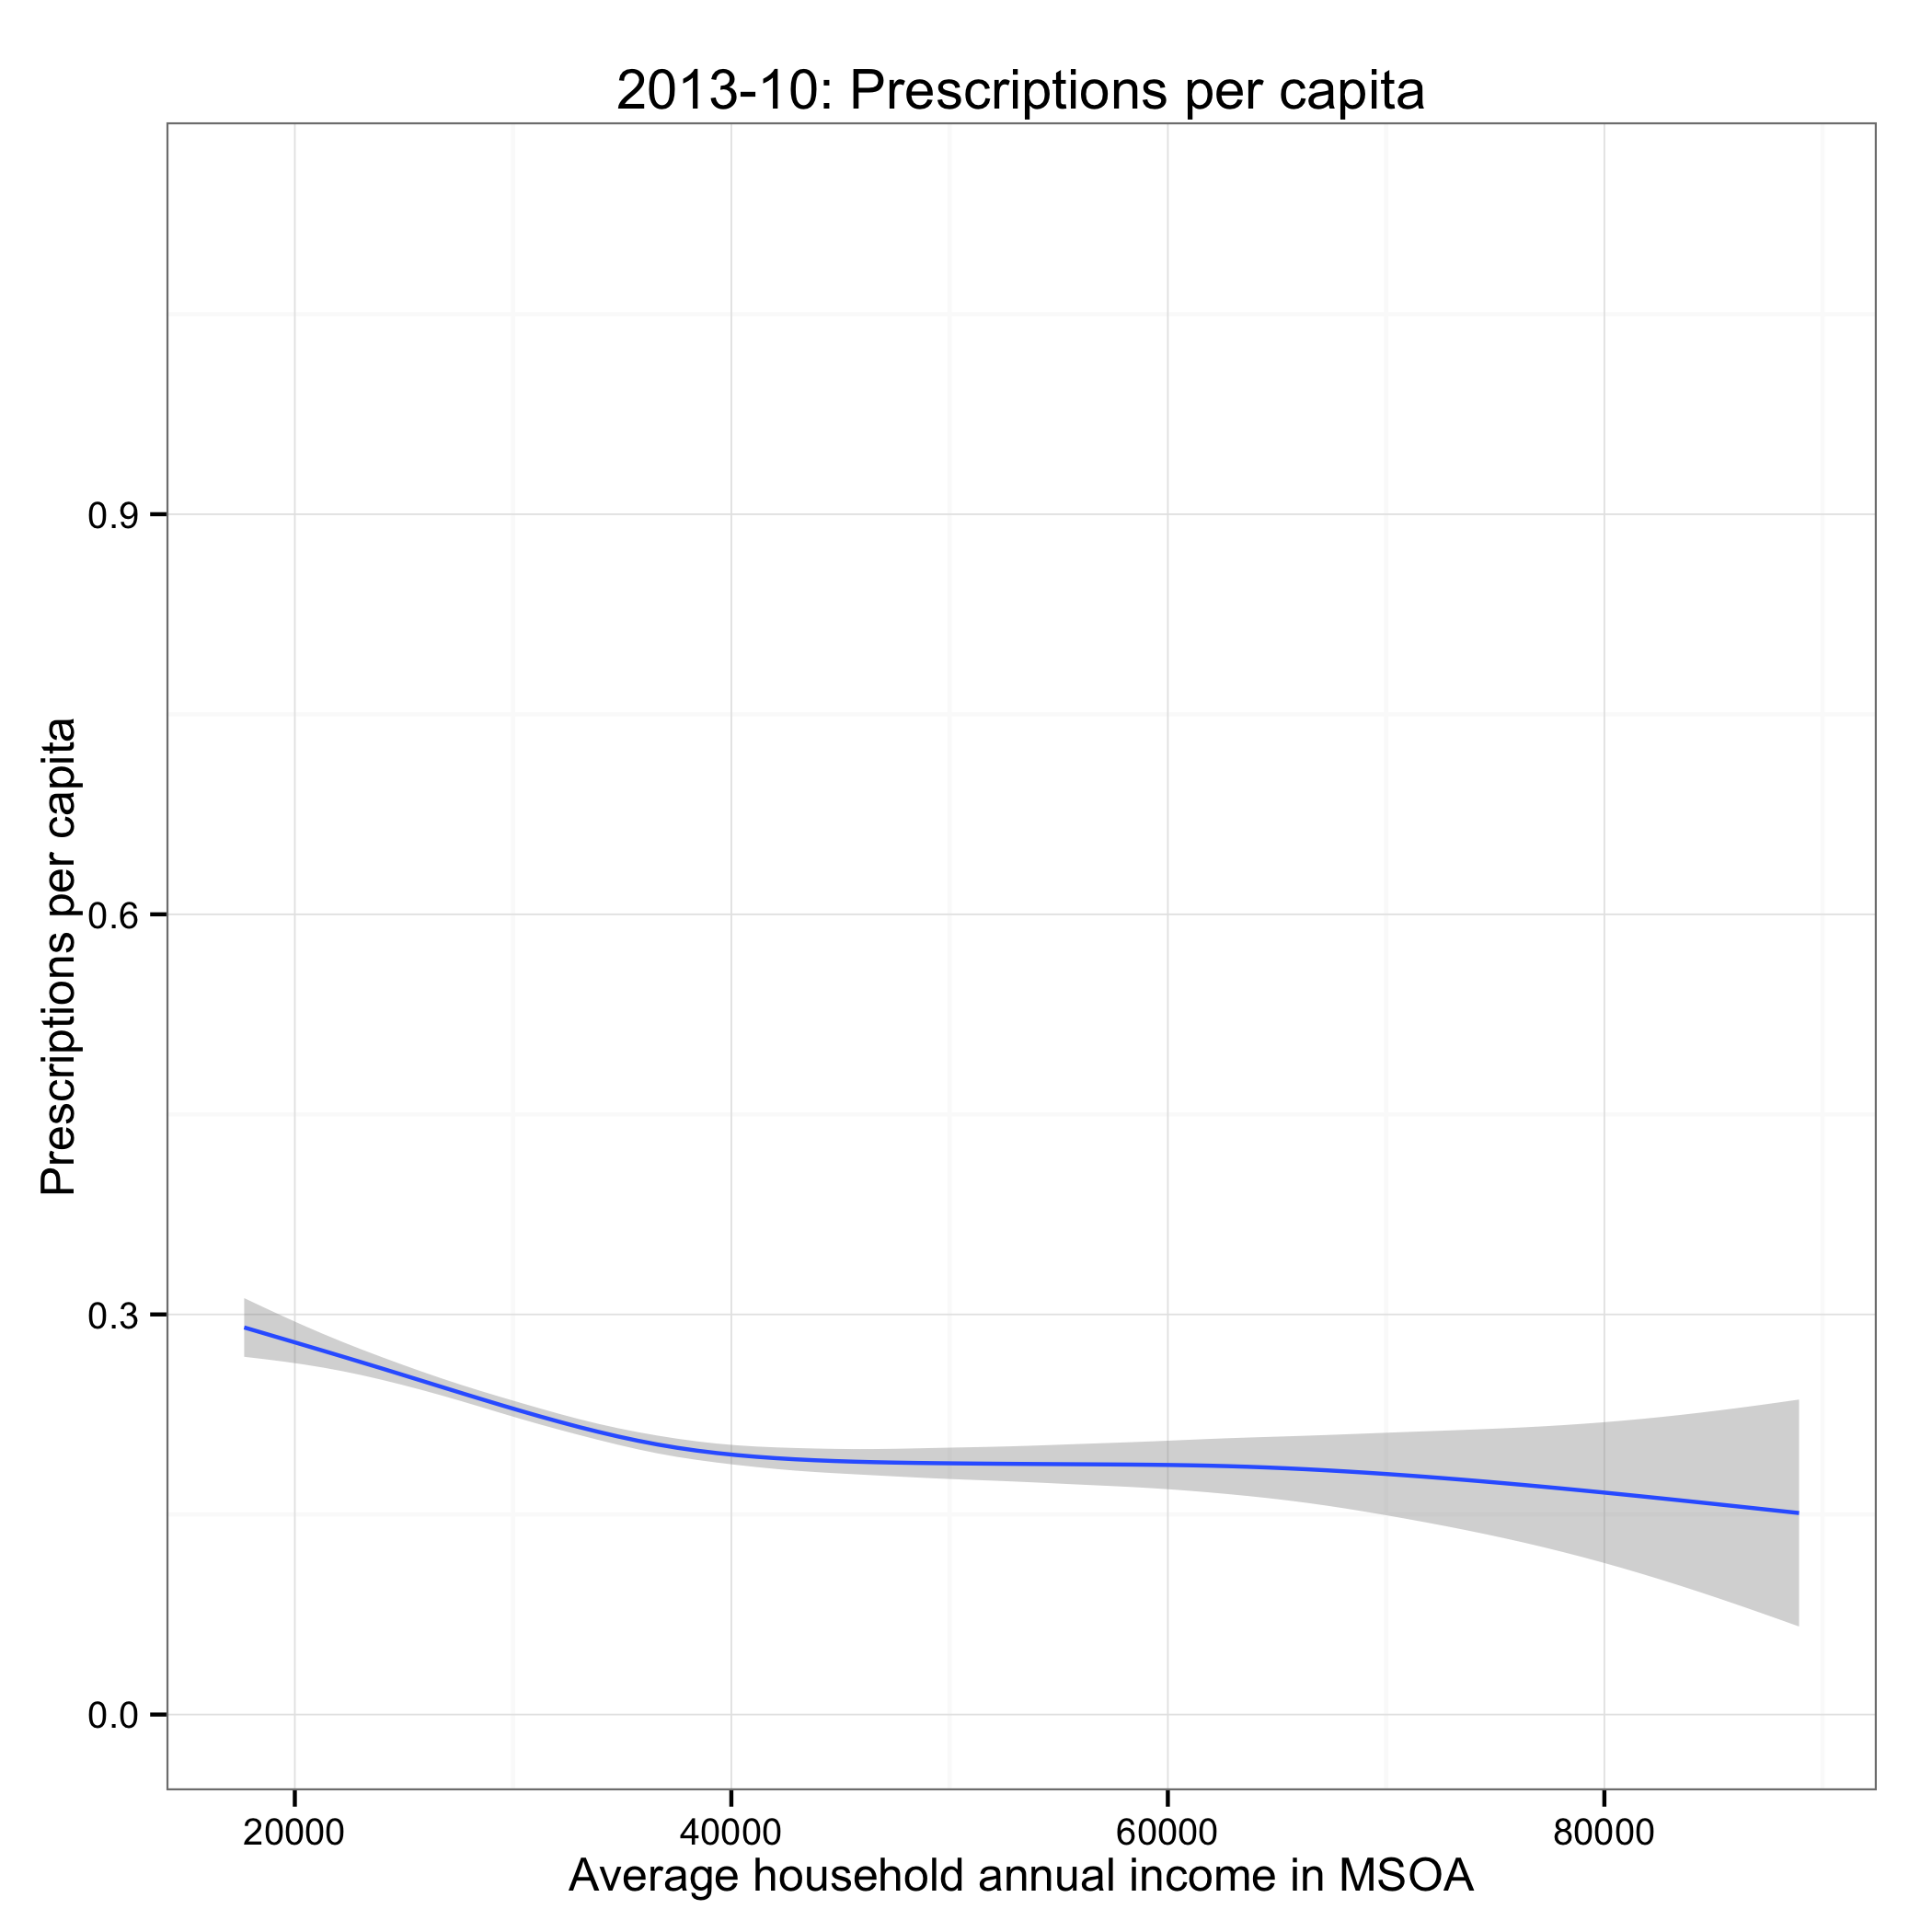 2013-10: Prescriptions per capita
Prescriptions per capita
0.9
0.6
0.3
0.0
20000 40000 60000 80000
Average household annual income in MSOA